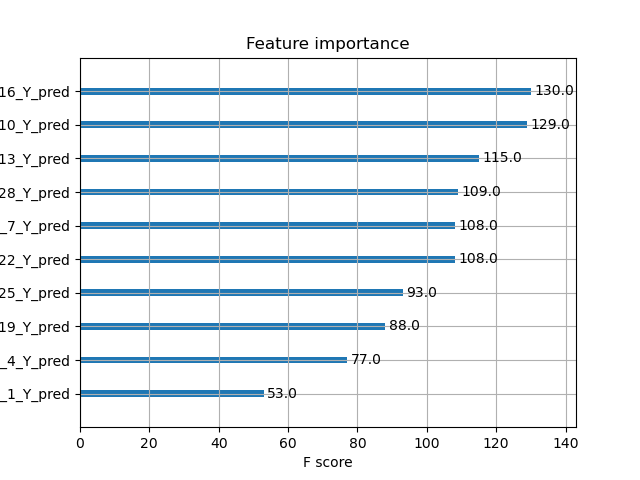 Feature importance
16_Y_pred 130.0
10_Y_pred 129.0
13_Y_pred 115.0
28_Y_pred 109.0
_7_Y_pred 108.0
22_Y_pred 108.0
25_Y_pred 93.0
19_Y_pred 88.0
_4_Y_pred 77.0
_1_Y_pred 53.0
0 20 40 60 80 100 120 140
F score